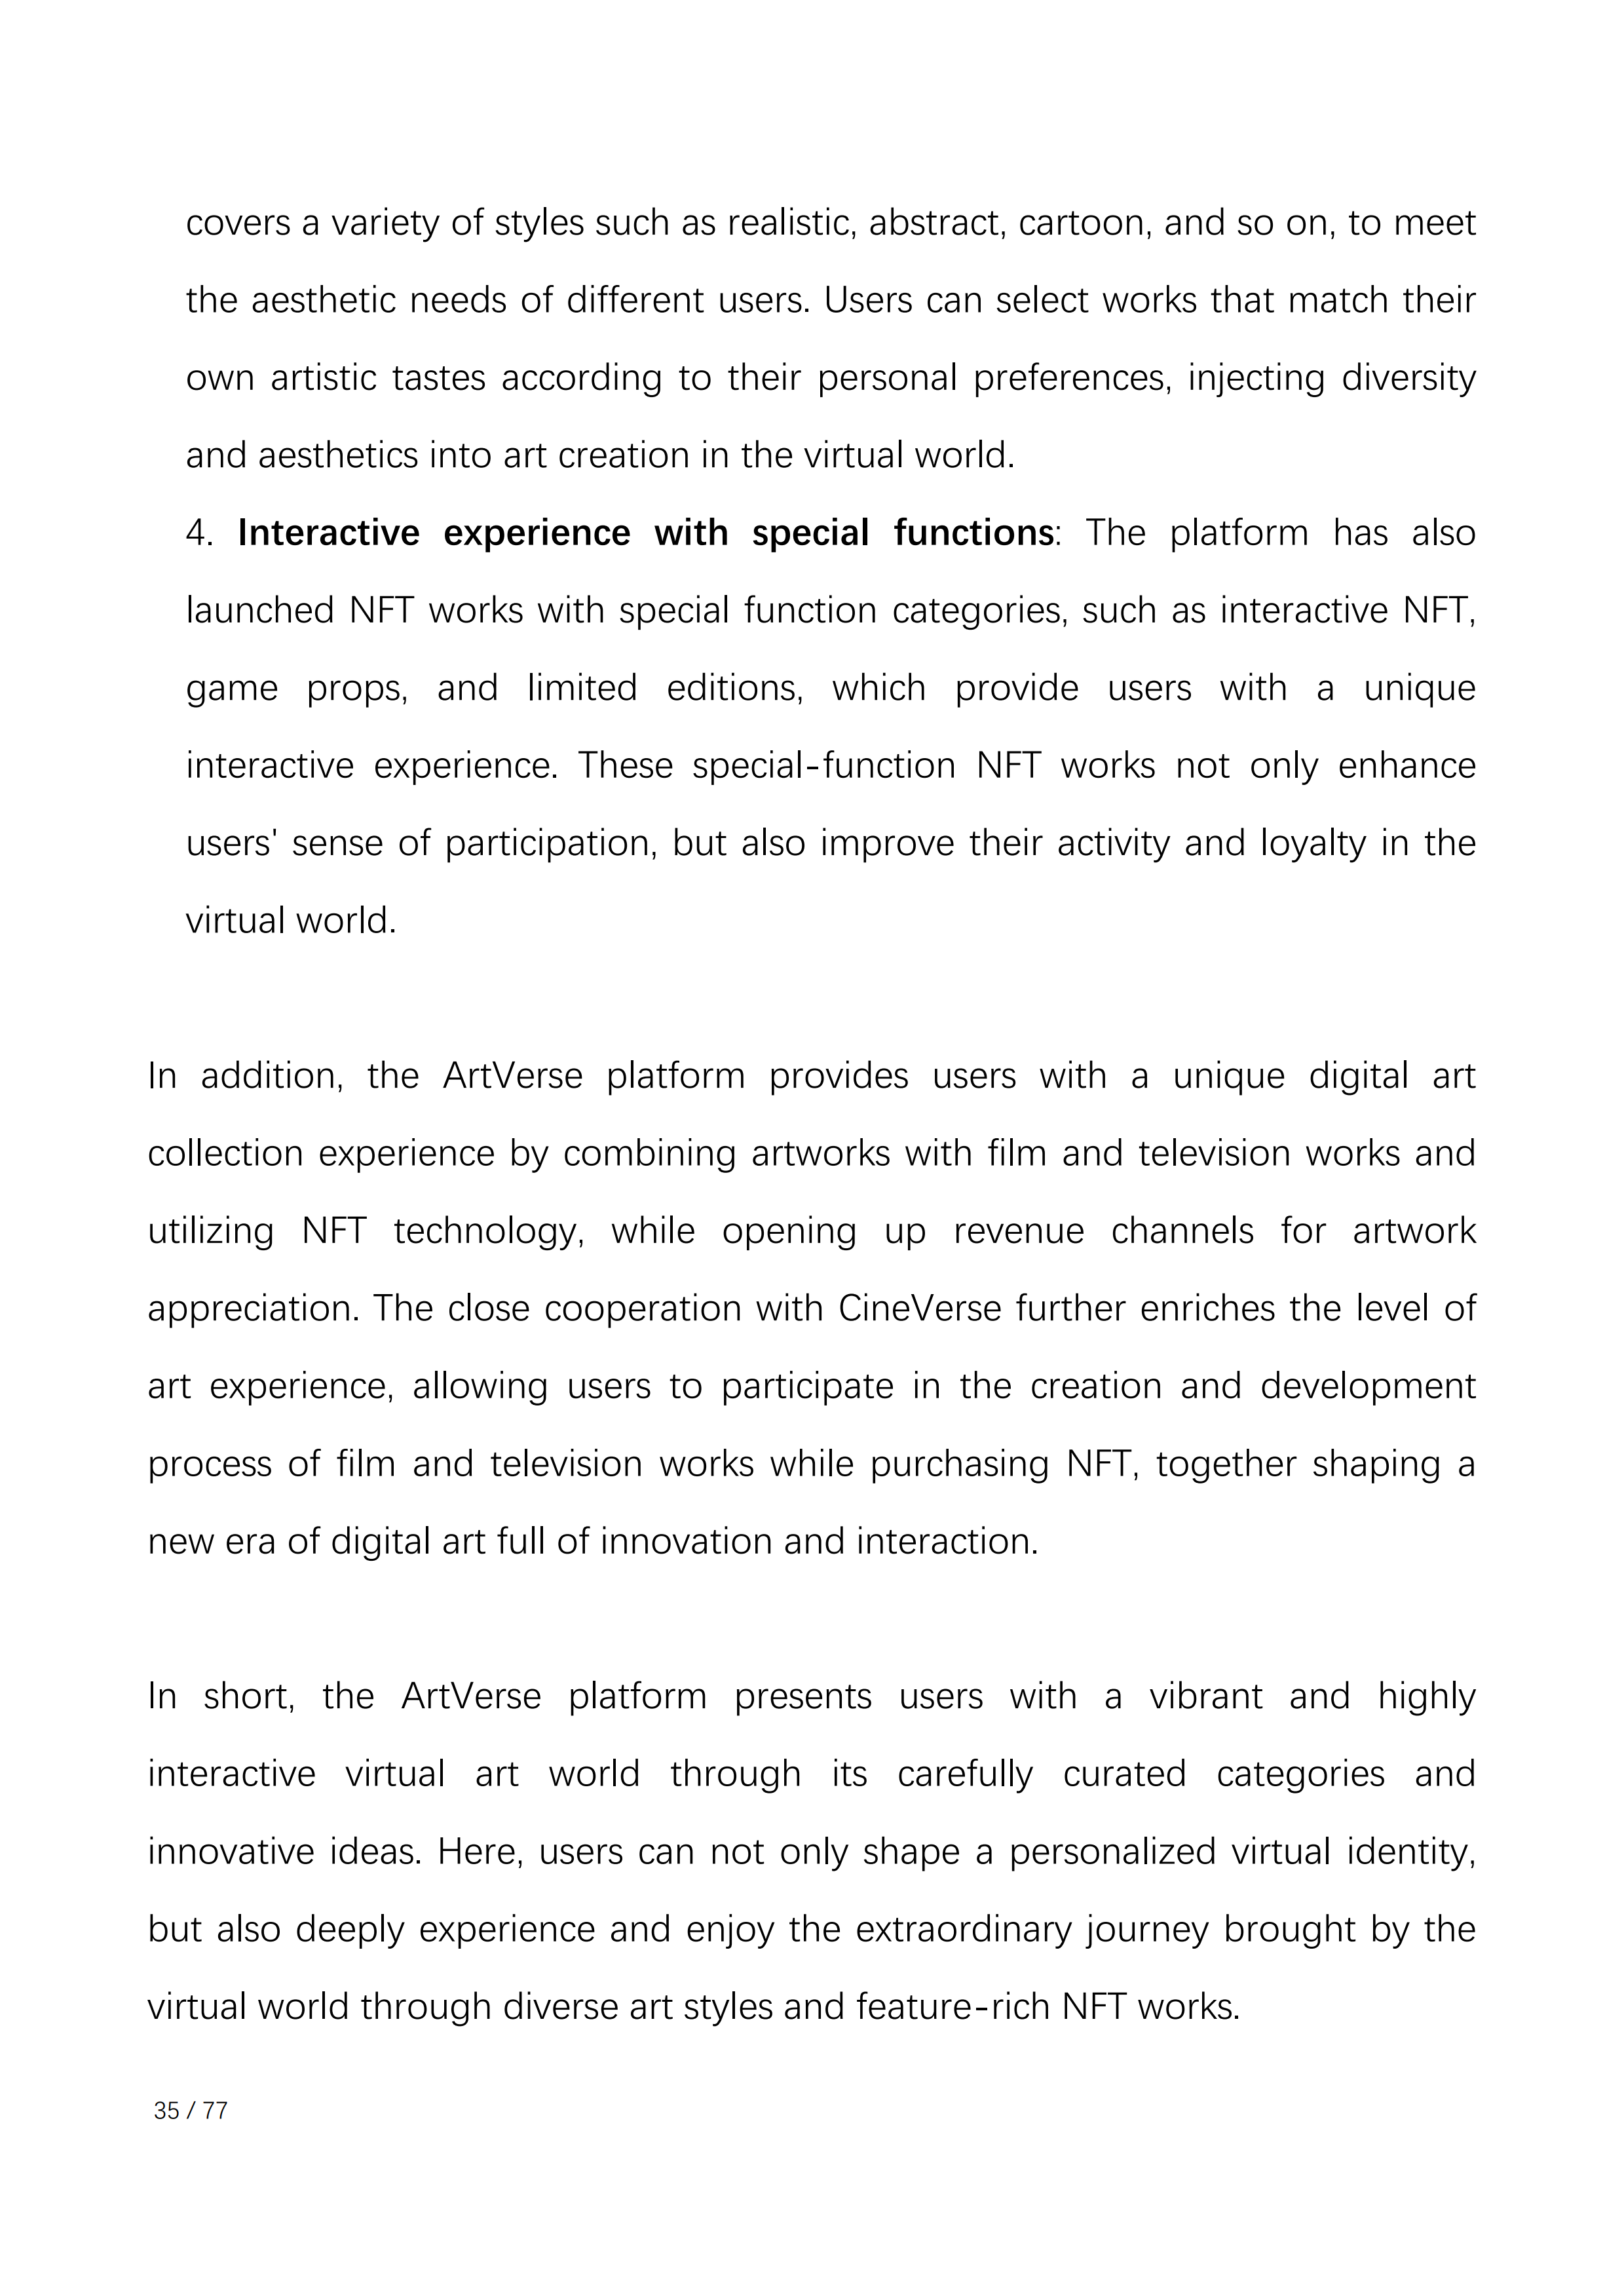 covers a variety of styles such as realistic, abstract, cartoon, and so on, to meet
the aesthetic needs of different users. Users can select works that match their
own artistic tastes according to their personal preferences, injecting diversity
and aesthetics into art creation in the virtual world.
4. Interactive experience with special functions: The platform has also
launched NFT works with special function categories, such as interactive NFT,
game props, and limited editions, which provide users with a unique
interactive experience. These special-function NFT works not only enhance
users' sense of participation, but also improve their activity and loyalty in the
virtual world.
In addition, the ArtVerse platform provides users with a unique digital art
collection experience by combining artworks with film and television works and
utilizing NFT technology, while opening up revenue channels for artwork
appreciation. The close cooperation with CineVerse further enriches the level of
art experience, allowing users to participate in the creation and development
process of film and television works while purchasing NFT, together shaping a
new era of digital art full of innovation and interaction.
In short, the ArtVerse platform presents users with a vibrant and highly
interactive virtual art world through its carefully curated categories and
innovative ideas. Here, users can not only shape a personalized virtual identity,
but also deeply experience and enjoy the extraordinary journey brought by the
virtual world through diverse art styles and feature-rich NFT works.
35 / 77